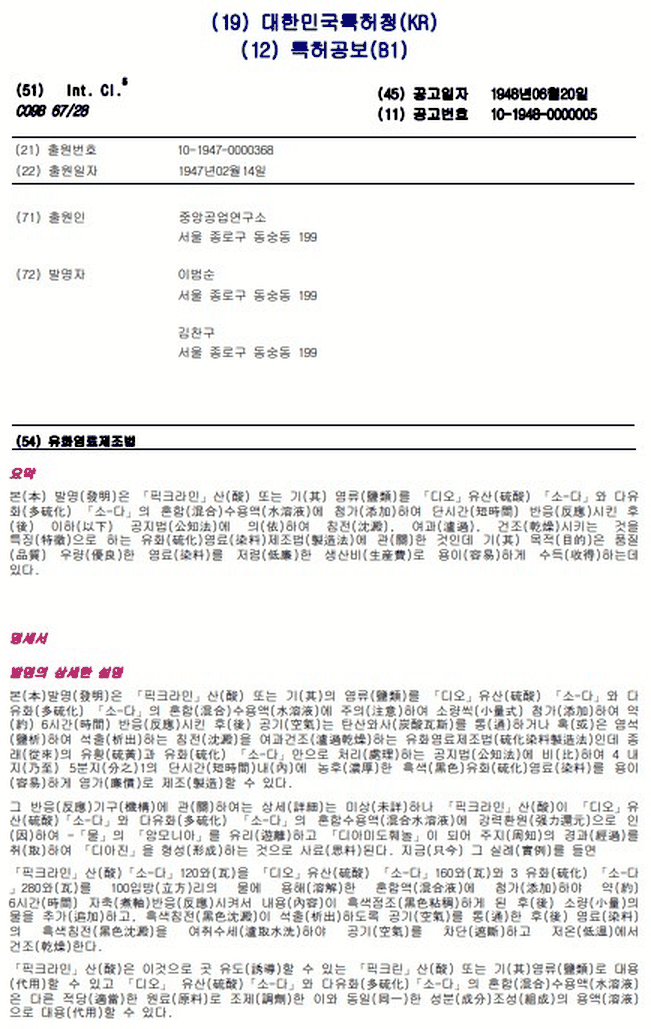 (19) 대한민국특허청(KR)
(12) 특허공보(B1)
(51) Int. Cl.⁵
C09B 67/28
(45) 공고일자 1948년06월20일
(11) 공고번호 10-1948-0000005
(21) 출원번호 10-1947-0000368
(22) 출원일자 1947년02월14일
(71) 출원인 중앙공업연구소
서울 종로구 동숭동 199
(72) 발명자 이범순
서울 종로구 동숭동 199
김찬구
서울 종로구 동숭동 199
(54) 유화염료제조법
요약
본(本) 발명(發明)은 「픽크라민」산(酸) 또는 기(其) 염류(鹽類)를 「디오」유산(硫酸) 「소-다」와 다유
화(多硫化) 「소-다」의 혼합(混合)수용액(水溶液)에 첨가(添加)하여 단시간(短時間) 반응(反應)시킨 후
(後) 이하(以下) 공지법(公知法)에 의(依)하여 침전(沈澱), 여과(濾過), 건조(乾燥)시키는 것을
특징(特徵)으로 하는 유화(硫化)염료(染料)제조법(製造法)에 관(關)한 것인데 기(其) 목적(目的)은 품질
(品質) 우량(優良)한 염료(染料)를 저렴(低廉)한 생산비(生産費)로 용이(容易)하게 수득(收得)하는데
있다.
명세서
발명의 상세한 설명
본(本)발명(發明)은 「픽크라민」산(酸) 또는 기(其)의 염류(鹽類)를 「디오」유산(硫酸) 「소-다」와 다
유화(多硫化) 「소-다」의 혼합(混合)수용액(水溶液)에 주의(注意)하여 소량씩(小量式) 첨가(添加)하여 약
(約) 6시간(時間) 반응(反應)시킨 후(後) 공기(空氣)는 탄산와사(炭酸瓦斯)를 통(通)하거나 혹(或)은 염석
(鹽析)하여 석출(析出)하는 침전(沈澱)을 여과건조(濾過乾燥)하는 유화염료제조법(硫化染料製造法)인데 종
래(從來)의 유황(硫黃)과 유화(硫化) 「소-다」만으로 처리(處理)하는 공지법(公知法)에 비(比)하여 4 내
지(乃至) 5분지(分之)1의 단시간(短時間)내(內)에 농후(濃厚)한 흑색(黑色)유화(硫化)염료(染料)를 용이
(容易)하게 염가(廉價)로 제조(製造)할 수 있다.
그 반응(反應)기구(機構)에 관(關)하여는 상세(詳細)는 미상(未詳)하나 「픽크라민」산(酸)이 「디오」유
산(硫酸)「소-다」와 다유화(多硫化)「소-다」의 혼합수용액(混合水溶液)에 강력환원(强力還元)으로 인
(因)하여 -「물」의 「암모니아」를 유리(遊離)하고 「디아미도훼놀」이 되어 주지(周知)의 경과(經過)를
취(取)하여 「디아진」을 형성(形成)하는 것으로 사료(思料)된다. 지금(只今) 그 실례(實例)를 들면
「픽크라민」산(酸)「소-다」120와(瓦)을 「디오」유산(硫酸) 「소-다」160와(瓦)와 3 유화(硫化) 「소-다
」280와(瓦)를 100입방(立方)리의 물에 용해(溶解)한 혼합액(混合液)에 첨가(添加)하야 약(約)
6시간(時間) 자축(煮軸)반응(反應)시켜서 내용(內容)이 흑색점조(黑色粘稠)하게 된 후(後) 소량(小量)의
물을 추가(追加)하고, 흑색침전(黑色沈澱)이 석출(析出)하도록 공기(空氣)를 통(通)한 후(後) 염료(染料)
의 흑색침전(黑色沈澱)을 여취수세(濾取水洗)하야 공기(空氣)를 차단(遮斷)하고 저온(低溫)에서
건조(乾燥)한다.
「픽크라민」산(酸)은 이것으로 곳 유도(誘導)할 수 있는 「픽크린」산(酸) 또는 기(其)염류(鹽類)로 대용
(代用)할 수 있고 「디오」 유산(硫酸)「소-다」와 다유화(多硫化)「소-다」의 혼합(混合)수용액(水溶液)
은 다른 적당(適當)한 원료(原料)로 조제(調劑)한 이와 동일(同一)한 성분(成分)조성(組成)의 용액(溶液)
으로 대용(代用)할 수 있다.